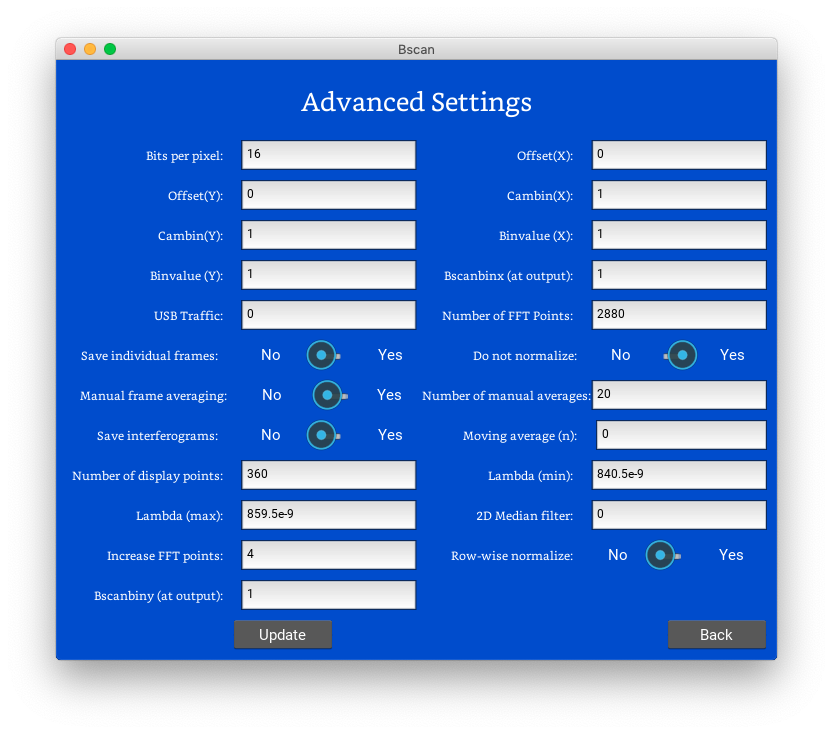 Bscan
Advanced Settings
Bits per pixel: 16 Offset(X): 0
Offset(Y): 0 Cambin(X): 1
Cambin(Y): 1 Binvalue (X): 1
Binvalue (Y): 1 Bscanbinx (at output): 1
USB Traffic: 0 Number of FFT Points: 2880
Save individual frames: No Yes Do not normalize: No Yes
Manual frame averaging: No Yes Number of manual averages: 20
Save interferograms: No Yes Moving average (n): 0
Number of display points: 360 Lambda (min): 840.5e-9
Lambda (max): 859.5e-9 2D Median filter: 0
Increase FFT points: 4 Row-wise normalize: No Yes
Bscanbiny (at output): 1
Update Back